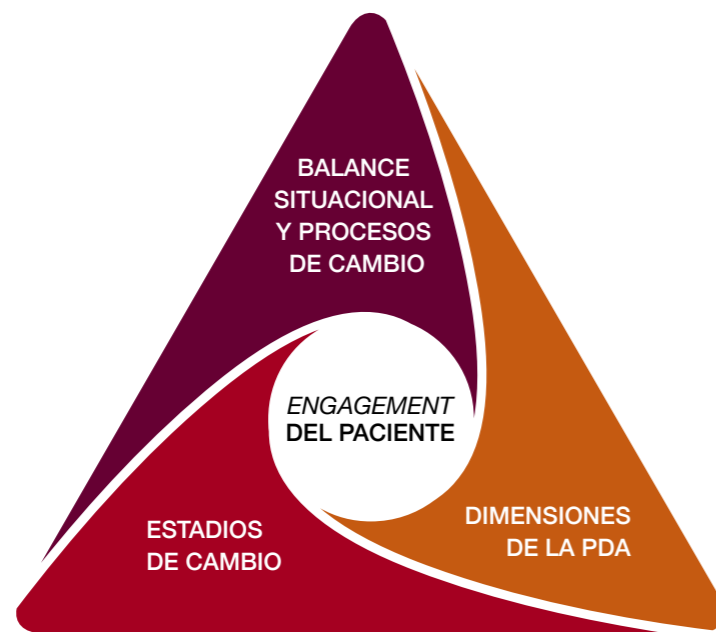 BALANCE
SITUACIONAL
Y PROCESOS
DE CAMBIO
ENGAGEMENT
DEL PACIENTE
ESTADIOS
DE CAMBIO
DIMENSIONES
DE LA PDA